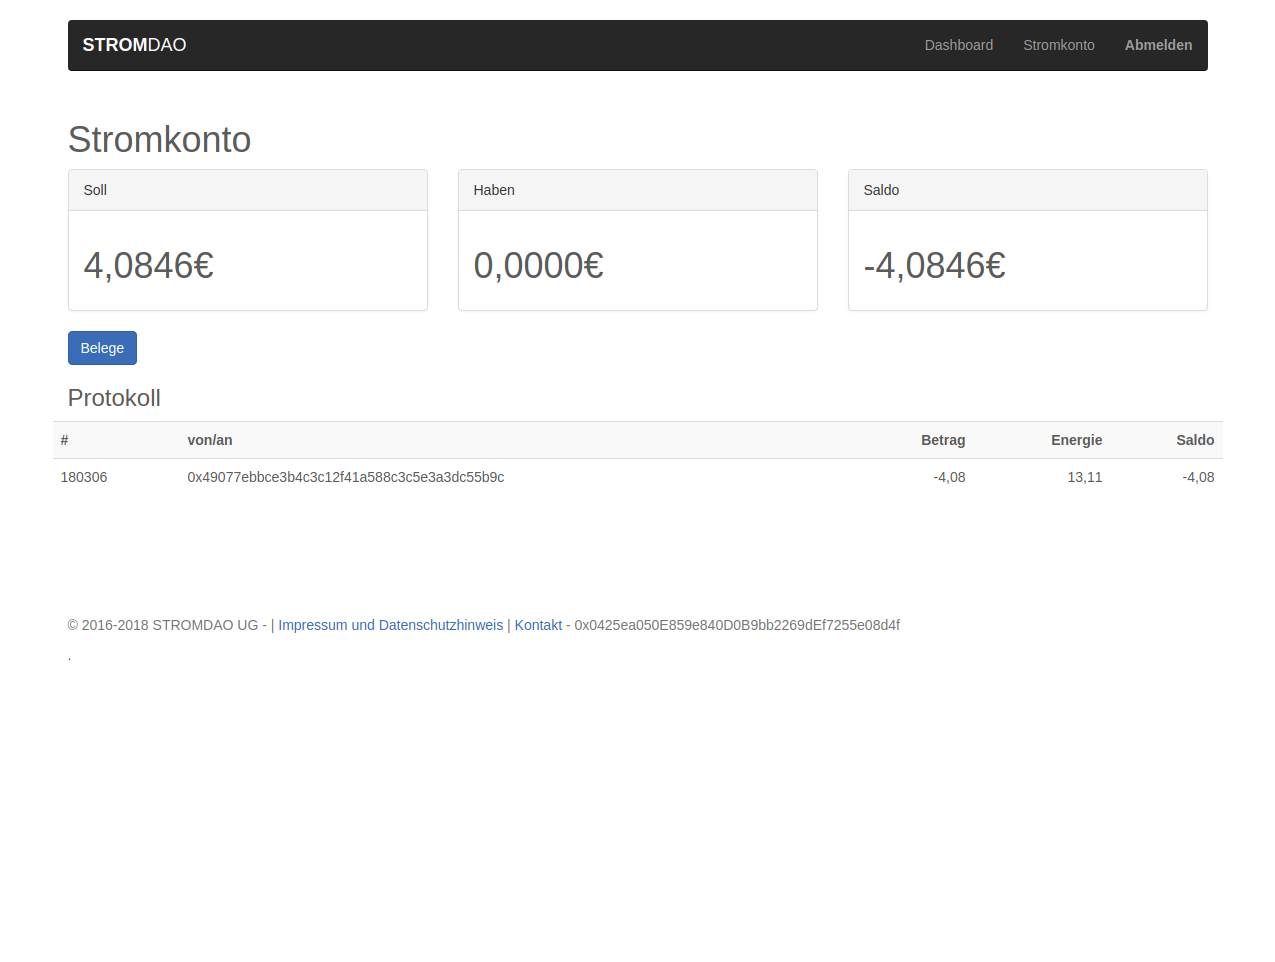 STROMDAO Dashboard Stromkonto Abmelden
Stromkonto
Soll Haben Saldo
4,0846€ 0,0000€ -4,0846€
Belege
Protokoll
# von/an Betrag Energie Saldo
180306 0x49077ebbce3b4c3c12f41a588c3c5e3a3dc55b9c -4,08 13,11 -4,08
© 2016-2018 STROMDAO UG - | Impressum und Datenschutzhinweis | Kontakt - 0x0425ea050E859e840D0B9bb2269dEf7255e08d4f
.